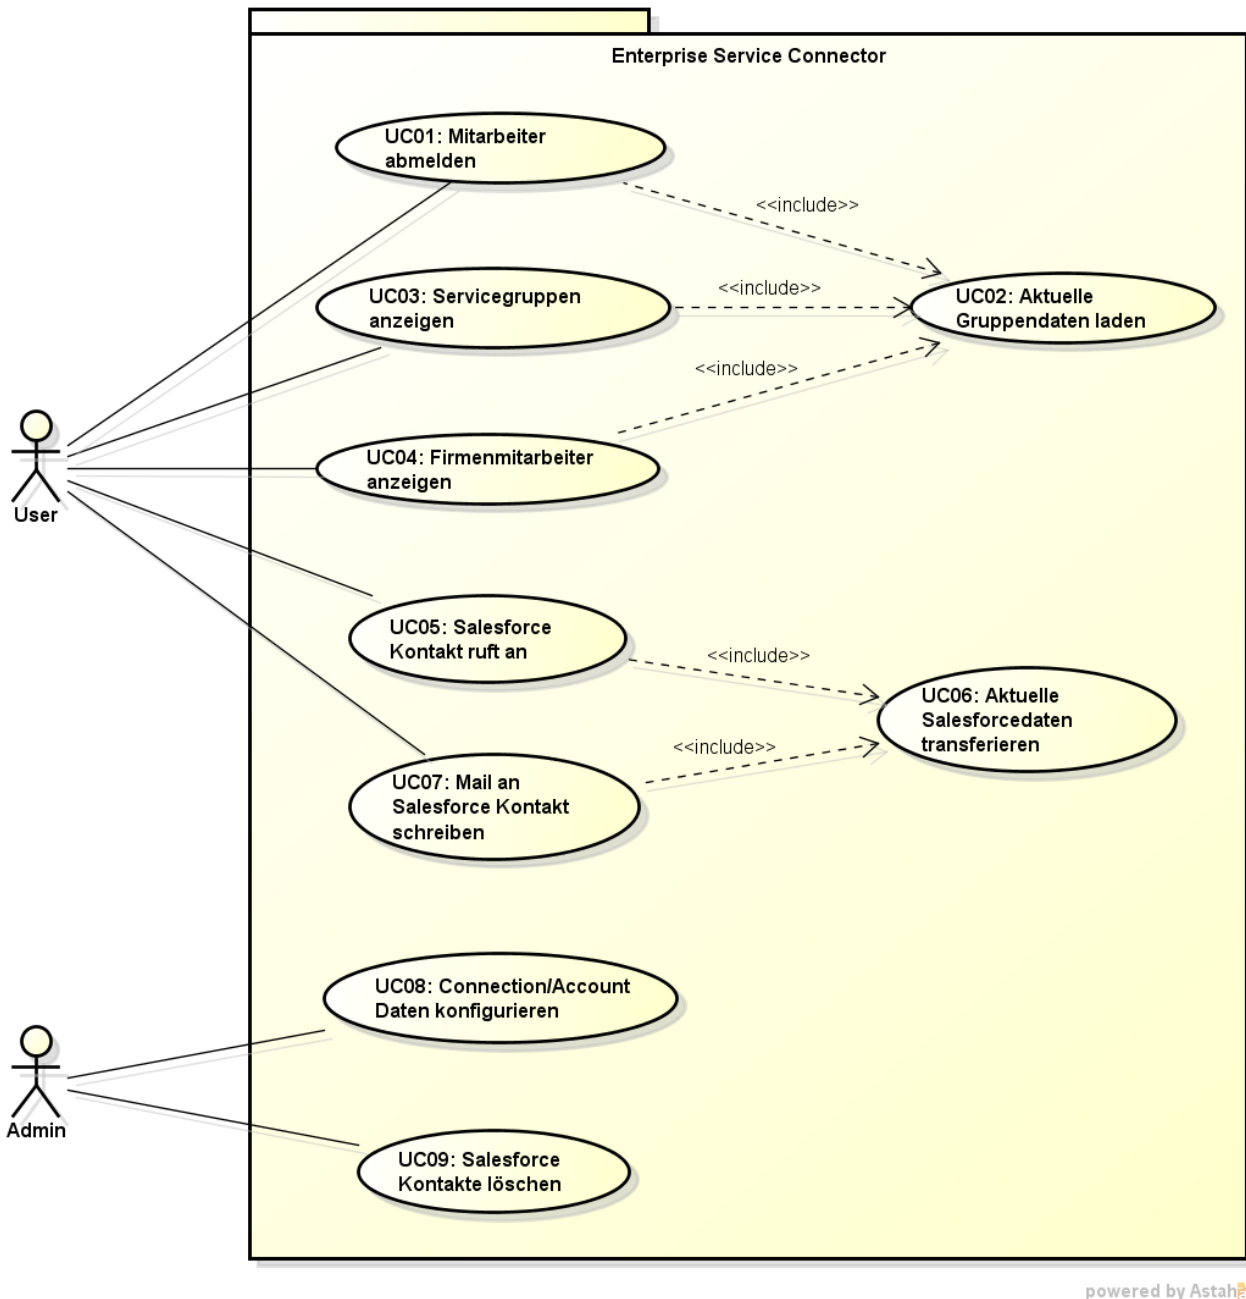 Enterprise Service Connector
UC01: Mitarbeiter
abmelden
<<include>>
UC03: Servicegruppen
anzeigen
<<include>>
UC02: Aktuelle
Gruppendaten laden
<<include>>
UC04: Firmenmitarbeiter
anzeigen
User
UC05: Salesforce
Kontakt ruft an
<<include>>
UC06: Aktuelle
Salesforcedaten
transferieren
<<include>>
UC07: Mail an
Salesforce Kontakt
schreiben
UC08: Connection/Account
Daten konfigurieren
Admin
UC09: Salesforce
Kontakte löschen
powered by Astah